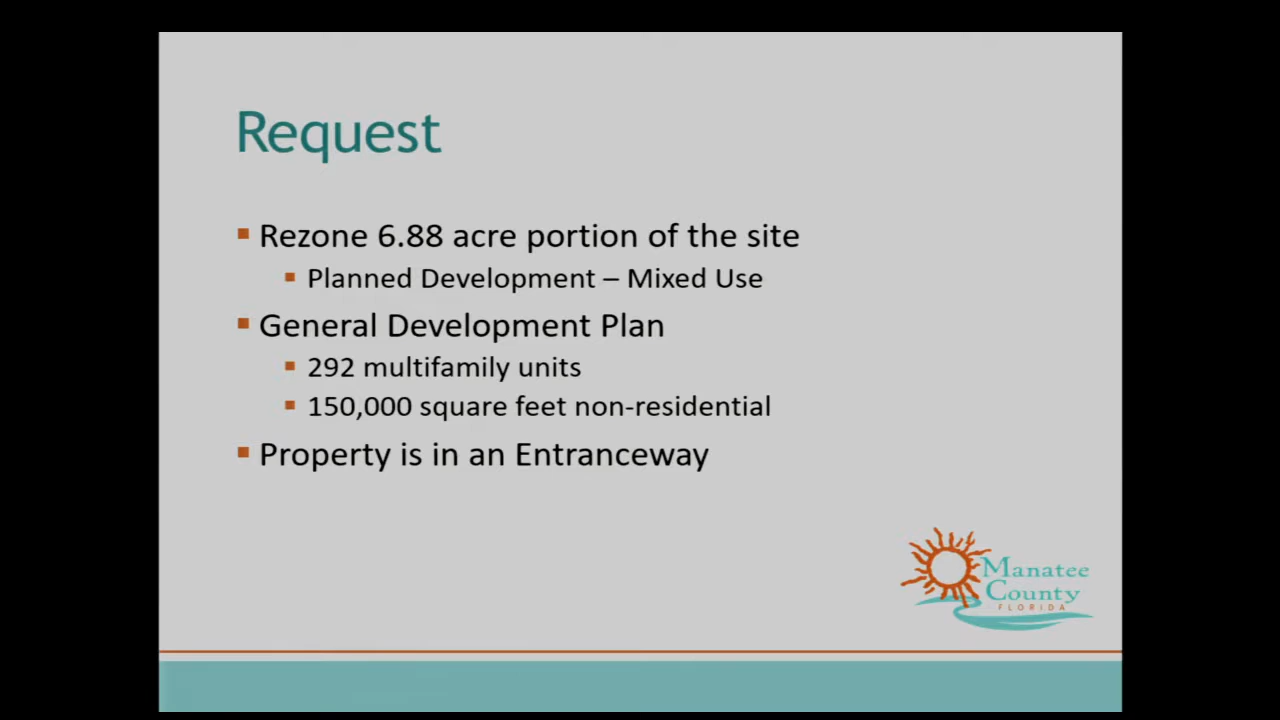 Request
Rezone 6.88 acre portion of the site
Planned Development – Mixed Use
General Development Plan
292 multifamily units
150,000 square feet non-residential
Property is in an Entranceway
Manatee
County
FLORIDA